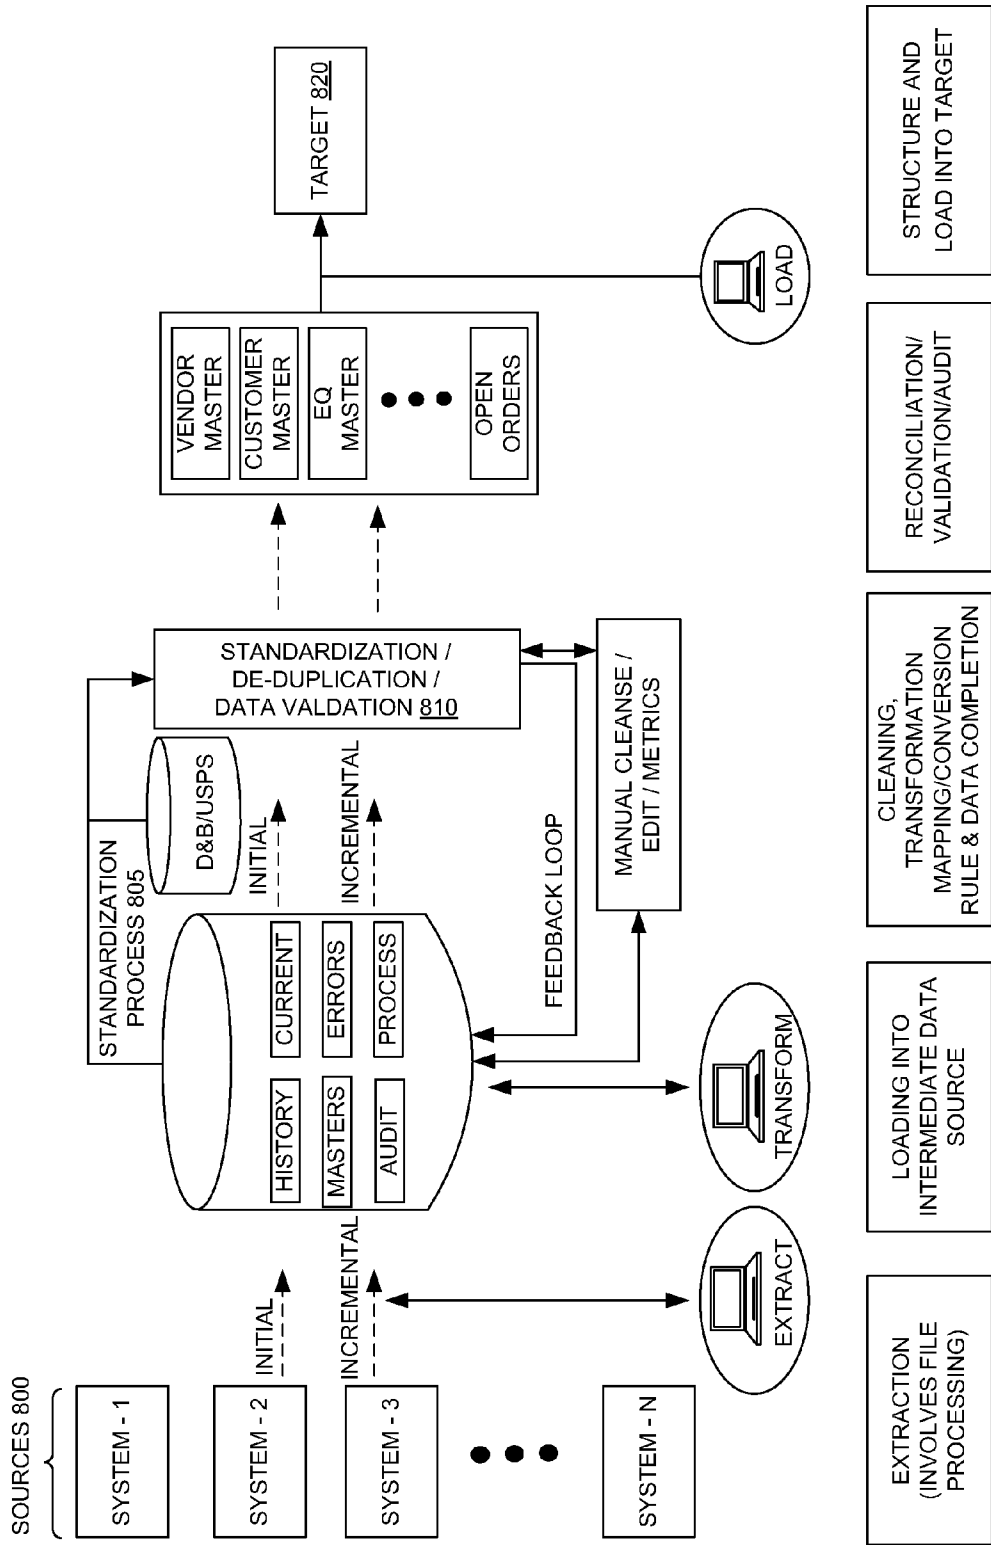 SOURCES 800
SYSTEM - 1
SYSTEM - 2
SYSTEM - 3
SYSTEM - N
INITIAL
INCREMENTAL
EXTRACT
STANDARDIZATION
PROCESS 805
HISTORY
CURRENT
MASTERS
ERRORS
AUDIT
PROCESS
TRANSFORM
D&B/USPS
INITIAL
INCREMENTAL
FEEDBACK LOOP
STANDARDIZATION /
DE-DUPLICATION /
DATA VALDATION 810
MANUAL CLEANSE /
EDIT / METRICS
VENDOR
MASTER
CUSTOMER
MASTER
EQ
MASTER
OPEN
ORDERS
LOAD
TARGET 820
EXTRACTION
(INVOLVES FILE
PROCESSING)
LOADING INTO
INTERMEDIATE DATA
SOURCE
CLEANING,
TRANSFORMATION
MAPPING/CONVERSION
RULE & DATA COMPLETION
RECONCILIATION/
VALIDATION/AUDIT
STRUCTURE AND
LOAD INTO TARGET